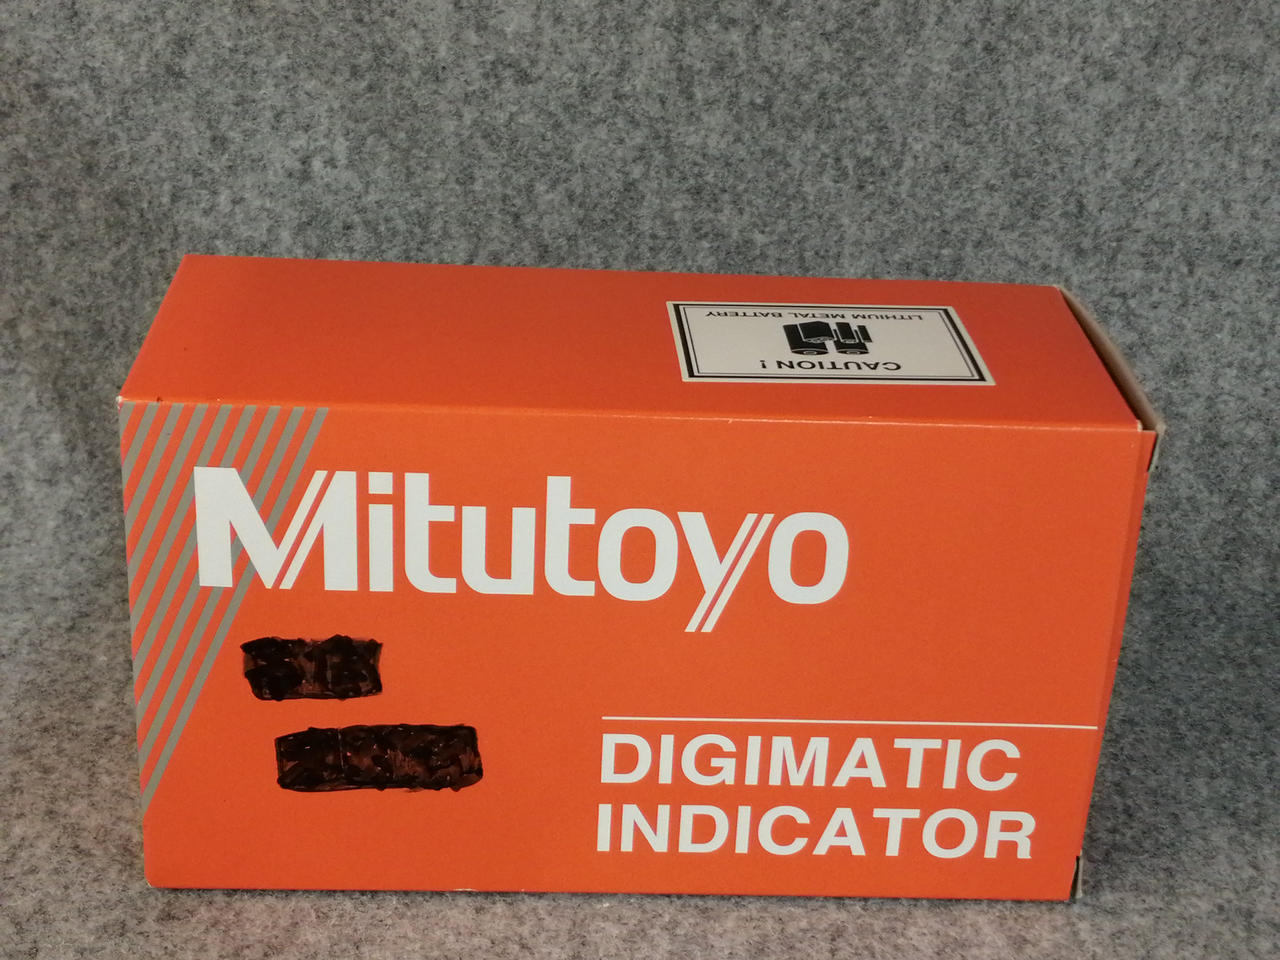 LITHIUM METAL BATTERY
CAUTION !
Mitutoyo
DIGIMATIC
INDICATOR